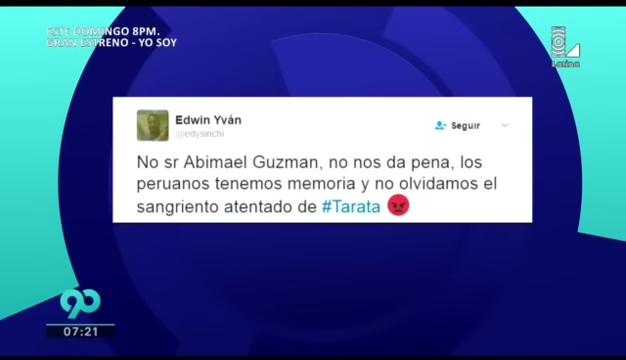 ESTE DOMINGO 8PM.
GRAN ESTRENO - YO SOY
Latina
Edwin Yván
@edysinchi
Seguir
No sr Abimael Guzman, no nos da pena, los
peruanos tenemos memoria y no olvidamos el
sangriento atentado de #Tarata
90
07:21